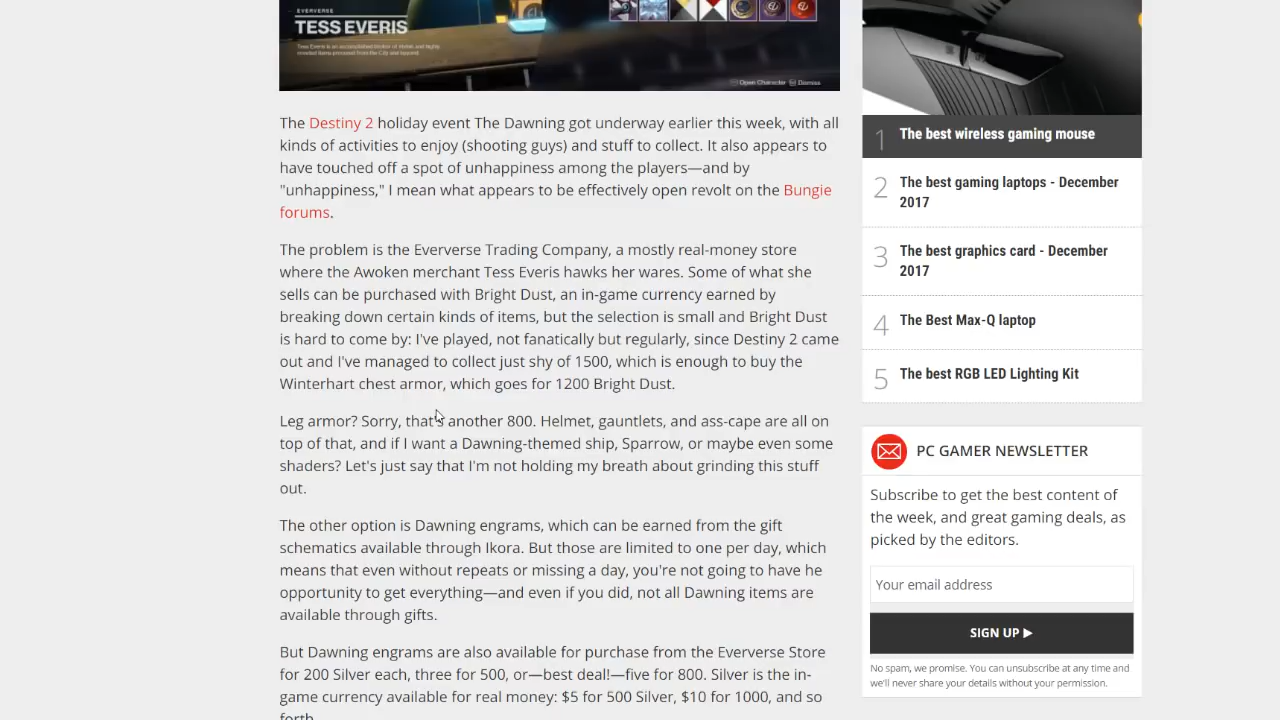 EVERVERSE
TESS EVERIS
Open Character Dismiss
The Destiny 2 holiday event The Dawning got underway earlier this week, with all
kinds of activities to enjoy (shooting guys) and stuff to collect. It also appears to
have touched off a spot of unhappiness among the players—and by
"unhappiness," I mean what appears to be effectively open revolt on the Bungie
forums.
The problem is the Eververse Trading Company, a mostly real-money store
where the Awoken merchant Tess Everis hawks her wares. Some of what she
sells can be purchased with Bright Dust, an in-game currency earned by
breaking down certain kinds of items, but the selection is small and Bright Dust
is hard to come by: I've played, not fanatically but regularly, since Destiny 2 came
out and I've managed to collect just shy of 1500, which is enough to buy the
Winterhart chest armor, which goes for 1200 Bright Dust.
Leg armor? Sorry, that's another 800. Helmet, gauntlets, and ass-cape are all on
top of that, and if I want a Dawning-themed ship, Sparrow, or maybe even some
shaders? Let's just say that I'm not holding my breath about grinding this stuff
out.
The other option is Dawning engrams, which can be earned from the gift
schematics available through Ikora. But those are limited to one per day, which
means that even without repeats or missing a day, you're not going to have he
opportunity to get everything—and even if you did, not all Dawning items are
available through gifts.
But Dawning engrams are also available for purchase from the Eververse Store
for 200 Silver each, three for 500, or—best deal!—five for 800. Silver is the in-
game currency available for real money: $5 for 500 Silver, $10 for 1000, and so
forth.
1 The best wireless gaming mouse
2 The best gaming laptops - December
2017
3 The best graphics card - December
2017
4 The Best Max-Q laptop
5 The best RGB LED Lighting Kit
PC GAMER NEWSLETTER
Subscribe to get the best content of
the week, and great gaming deals, as
picked by the editors.
Your email address
SIGN UP ▶
No spam, we promise. You can unsubscribe at any time and
we'll never share your details without your permission.